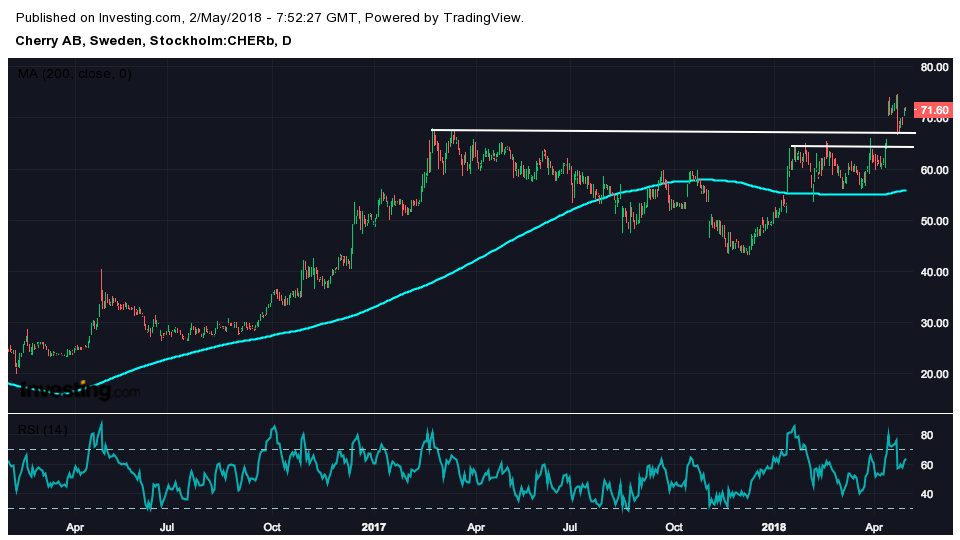 Published on Investing.com, 2/May/2018 - 7:52:27 GMT, Powered by TradingView.
Cherry AB, Sweden, Stockholm:CHERb, D
MA (200, close, 0)
80.00
71.60
70.00
60.00
50.00
40.00
30.00
20.00
Investing.com
RSI (14)
80
60
40
Apr Jul Oct 2017 Apr Jul Oct 2018 Apr